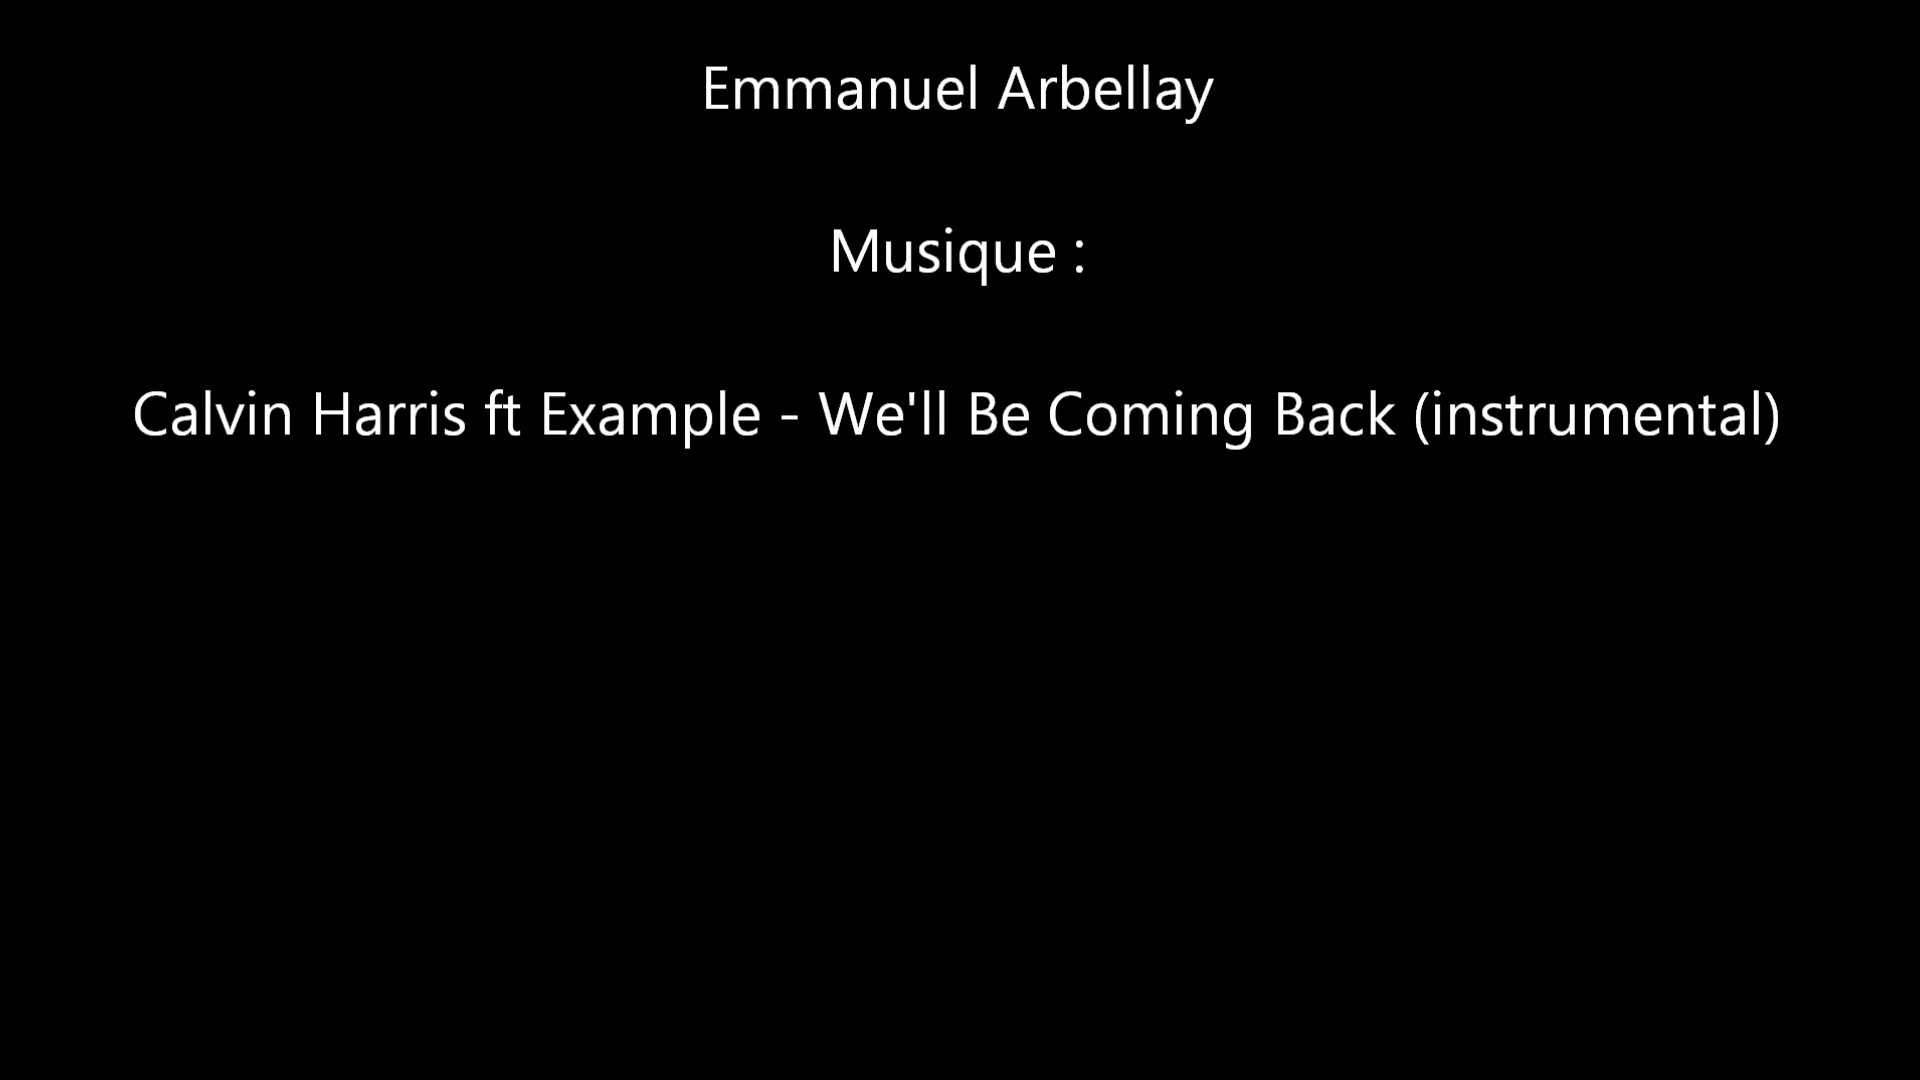 Emmanuel Arbellay
Musique :
Calvin Harris ft Example - We'll Be Coming Back (instrumental)